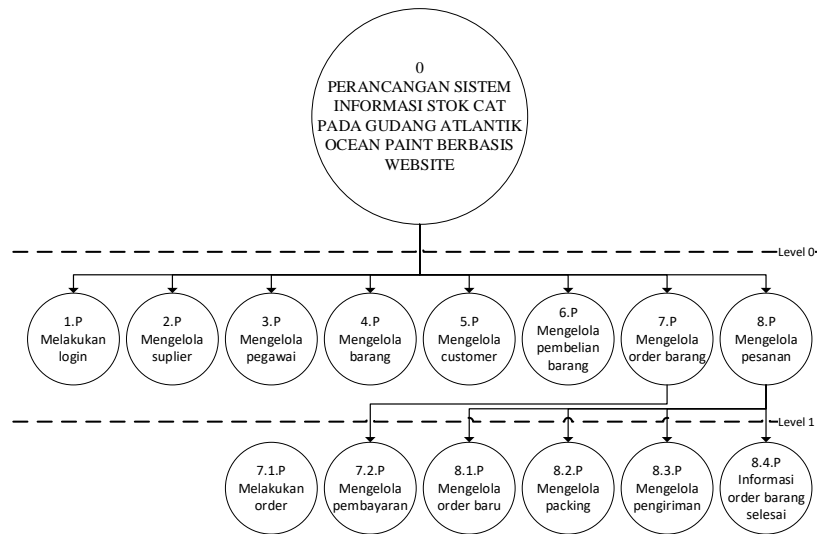 0
PERANCANGAN SISTEM
INFORMASI STOK CAT
PADA GUDANG ATLANTIK
OCEAN PAINT BERBASIS
WEBSITE
Level 0
1.P
Melakukan
login
2.P
Mengelola
suplier
3.P
Mengelola
pegawai
4.P
Mengelola
barang
5.P
Mengelola
customer
6.P
Mengelola
pembelian
barang
7.P
Mengelola
order barang
8.P
Mengelola
pesanan
Level 1
7.1.P
Melakukan
order
7.2.P
Mengelola
pembayaran
8.1.P
Mengelola
order baru
8.2.P
Mengelola
packing
8.3.P
Mengelola
pengiriman
8.4.P
Informasi
order barang
selesai